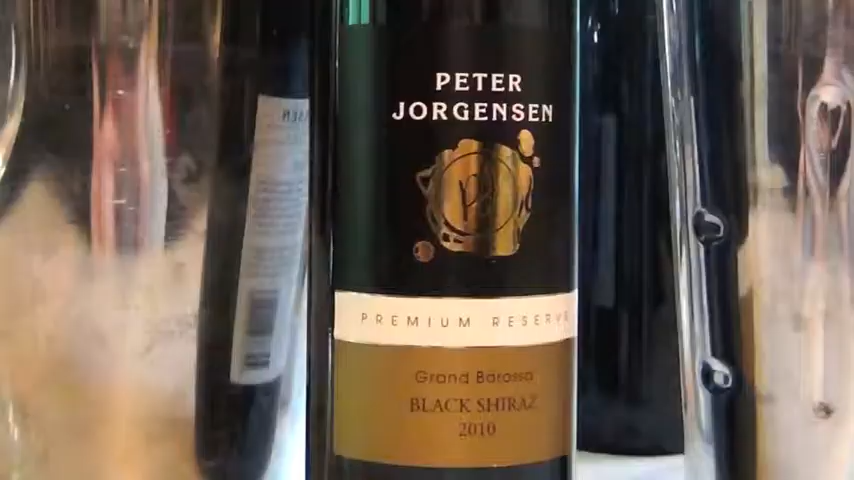 PETER
JORGENSEN
PREMIUM RESERVE
Grand Barossa
BLACK SHIRAZ
2010